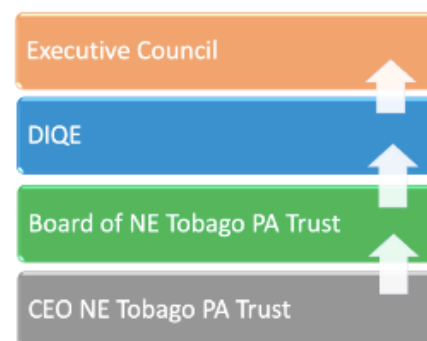 Executive Council
DIQE
Board of NE Tobago PA Trust
CEO NE Tobago PA Trust